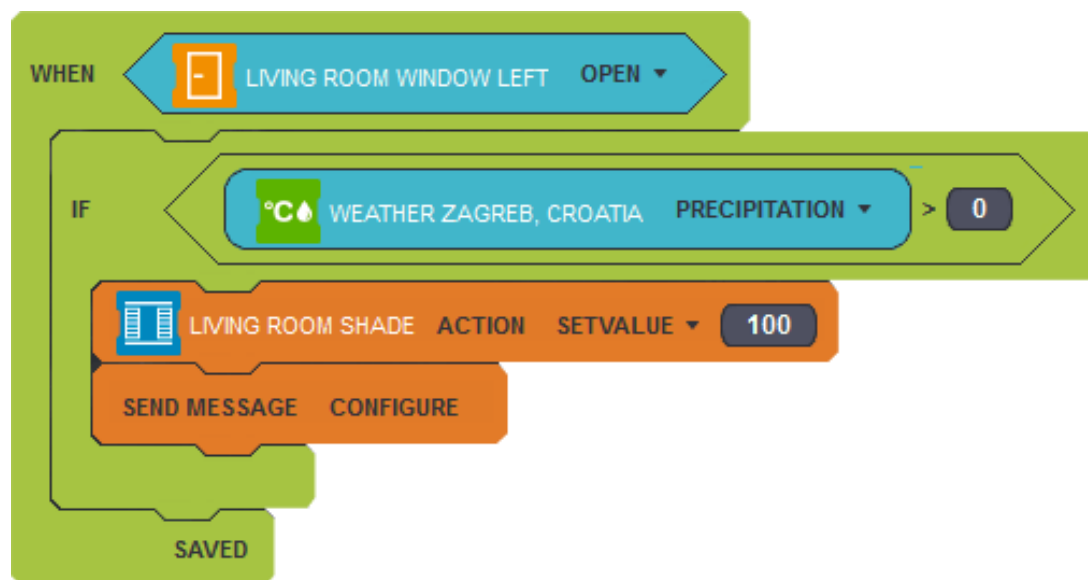 WHEN LIVING ROOM WINDOW LEFT OPEN
IF °C WEATHER ZAGREB, CROATIA PRECIPITATION > 0
LIVING ROOM SHADE ACTION SETVALUE 100
SEND MESSAGE CONFIGURE
SAVED